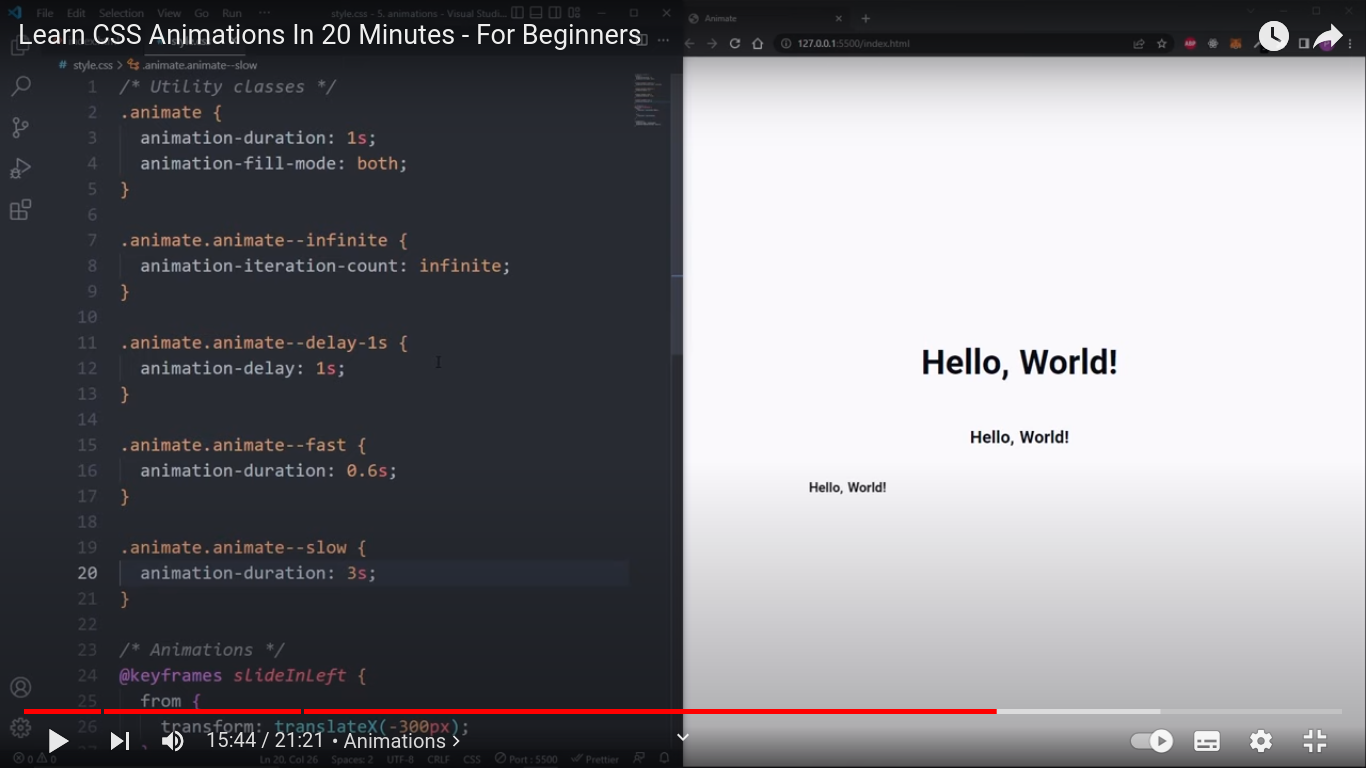 File Edit Selection View Go Run ··· style.css - 5. animations - Visual Studi...
Learn CSS Animations In 20 Minutes - For Beginners
# style.css > .animate.animate--slow
1 /* Utility classes */
2 .animate {
3 animation-duration: 1s;
4 animation-fill-mode: both;
5 }
6
7 .animate.animate--infinite {
8 animation-iteration-count: infinite;
9 }
10
11 .animate.animate--delay-1s {
12 animation-delay: 1s;
13 }
14
15 .animate.animate--fast {
16 animation-duration: 0.6s;
17 }
18
19 .animate.animate--slow {
20 animation-duration: 3s;
21 }
22
23 /* Animations */
24 @keyframes slideInLeft {
25 from {
26 transform: translateX(-300px);
Ln 20, Col 26 Spaces: 2 UTF-8 CRLF CSS Port : 5500 Prettier
Animate
127.0.0.1:5500/index.html
ABP
Hello, World!
Hello, World!
Hello, World!
15:44 / 21:21 • Animations >